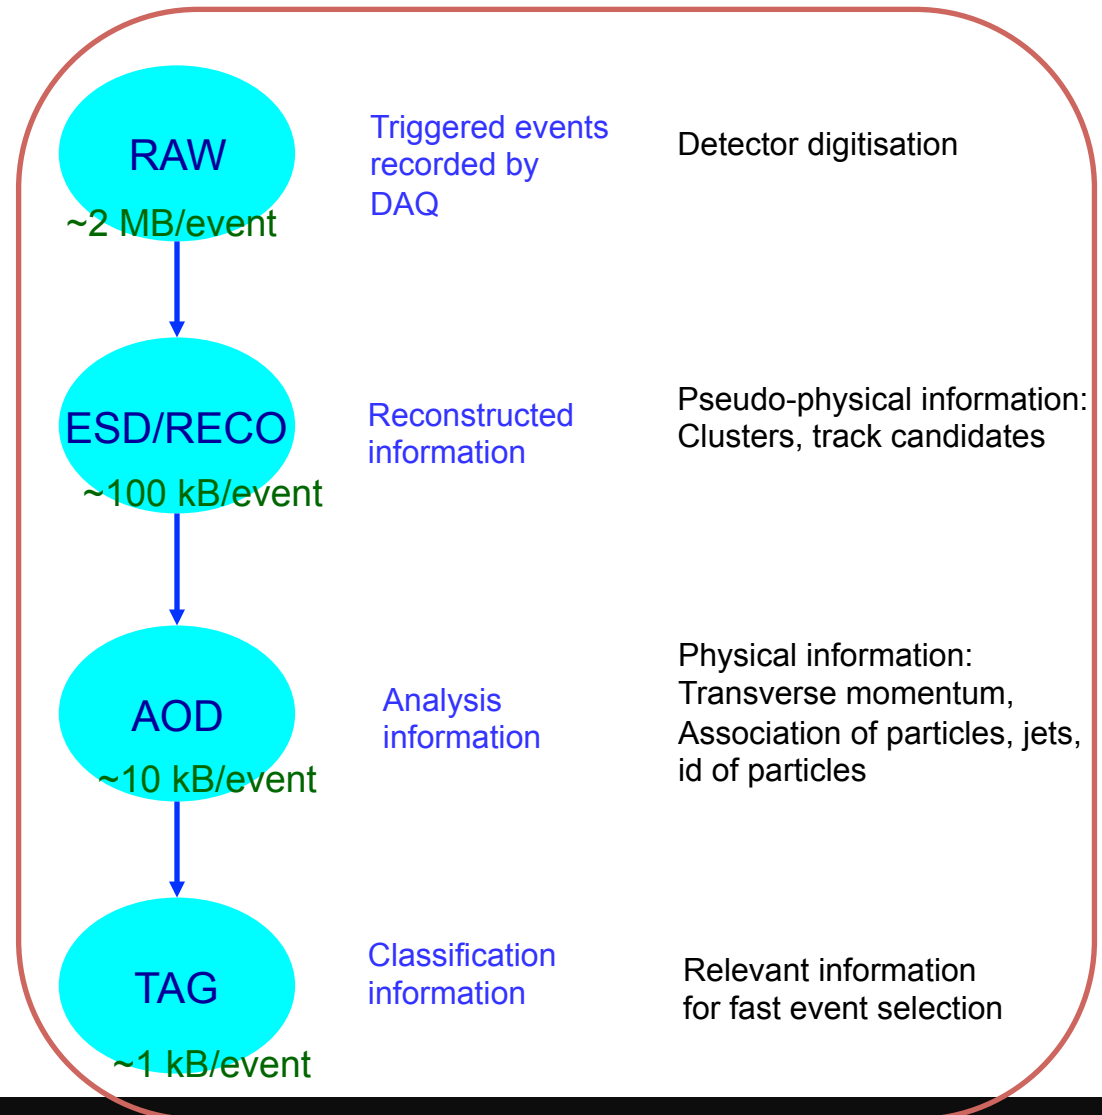 RAW
~2 MB/event
Triggered events
recorded by
DAQ
Detector digitisation
ESD/RECO
~100 kB/event
Reconstructed
information
Pseudo-physical information:
Clusters, track candidates
AOD
~10 kB/event
Analysis
information
Physical information:
Transverse momentum,
Association of particles, jets,
id of particles
TAG
~1 kB/event
Classification
information
Relevant information
for fast event selection